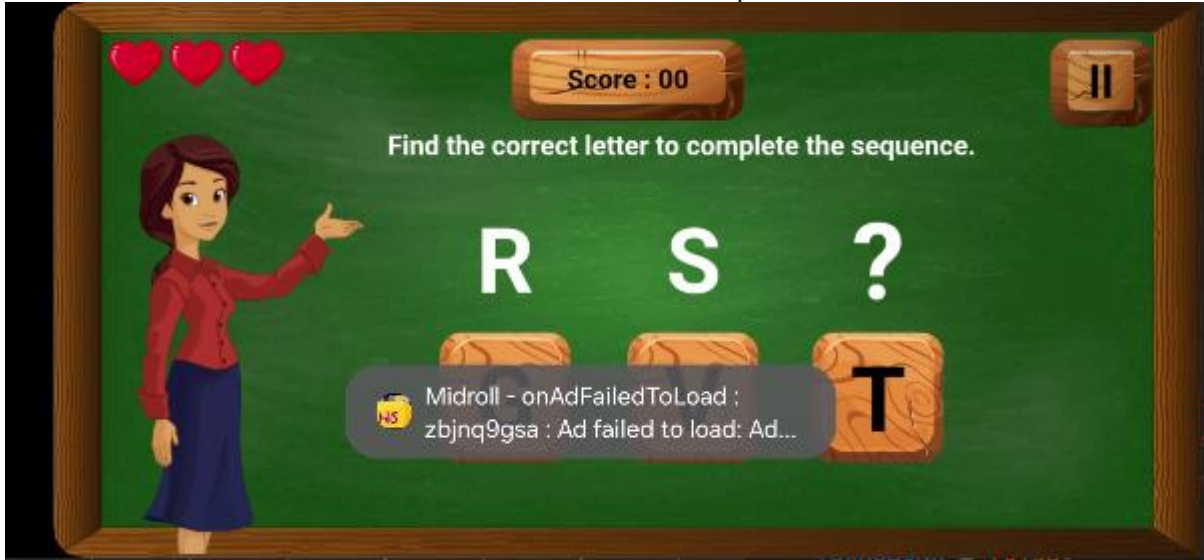 Score : 00
Find the correct letter to complete the sequence.
R S ?
T
Midroll - onAdFailedToLoad :
zbjnq9gsa : Ad failed to load: Ad...